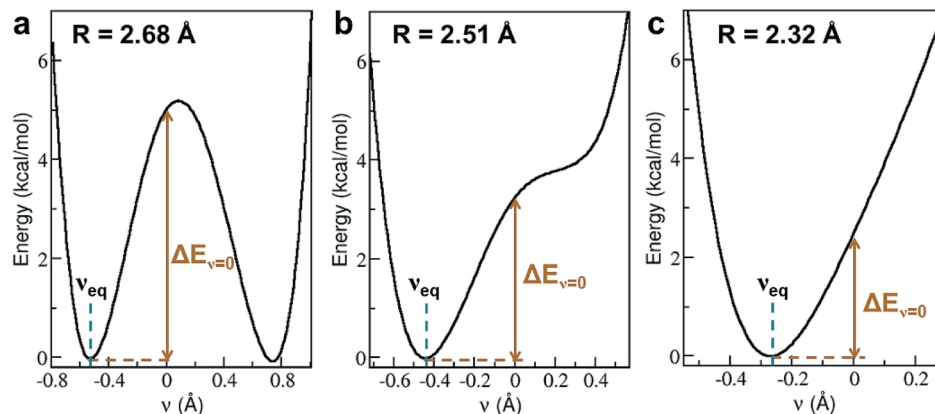 a R = 2.68 Å
Energy (kcal/mol)
6
4
2
0
ΔEν=0
νeq
-0.8 -0.4 0 0.4 0.8
ν (Å)
b R = 2.51 Å
Energy (kcal/mol)
6
4
2
0
ΔEν=0
νeq
-0.6 -0.4 -0.2 0 0.2 0.4
ν (Å)
c R = 2.32 Å
Energy (kcal/mol)
6
4
2
0
νeq
ΔEν=0
-0.4 -0.2 0 0.2
ν (Å)